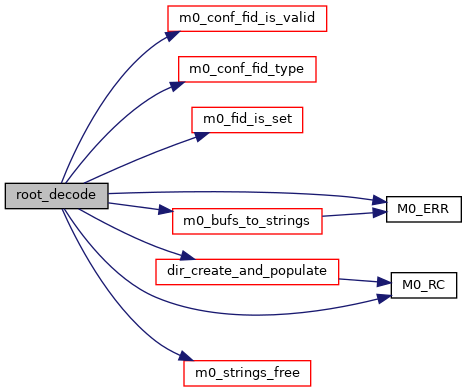 m0_conf_fid_is_valid
m0_conf_fid_type
m0_fid_is_set
root_decode
M0_ERR
m0_bufs_to_strings
dir_create_and_populate
M0_RC
m0_strings_free